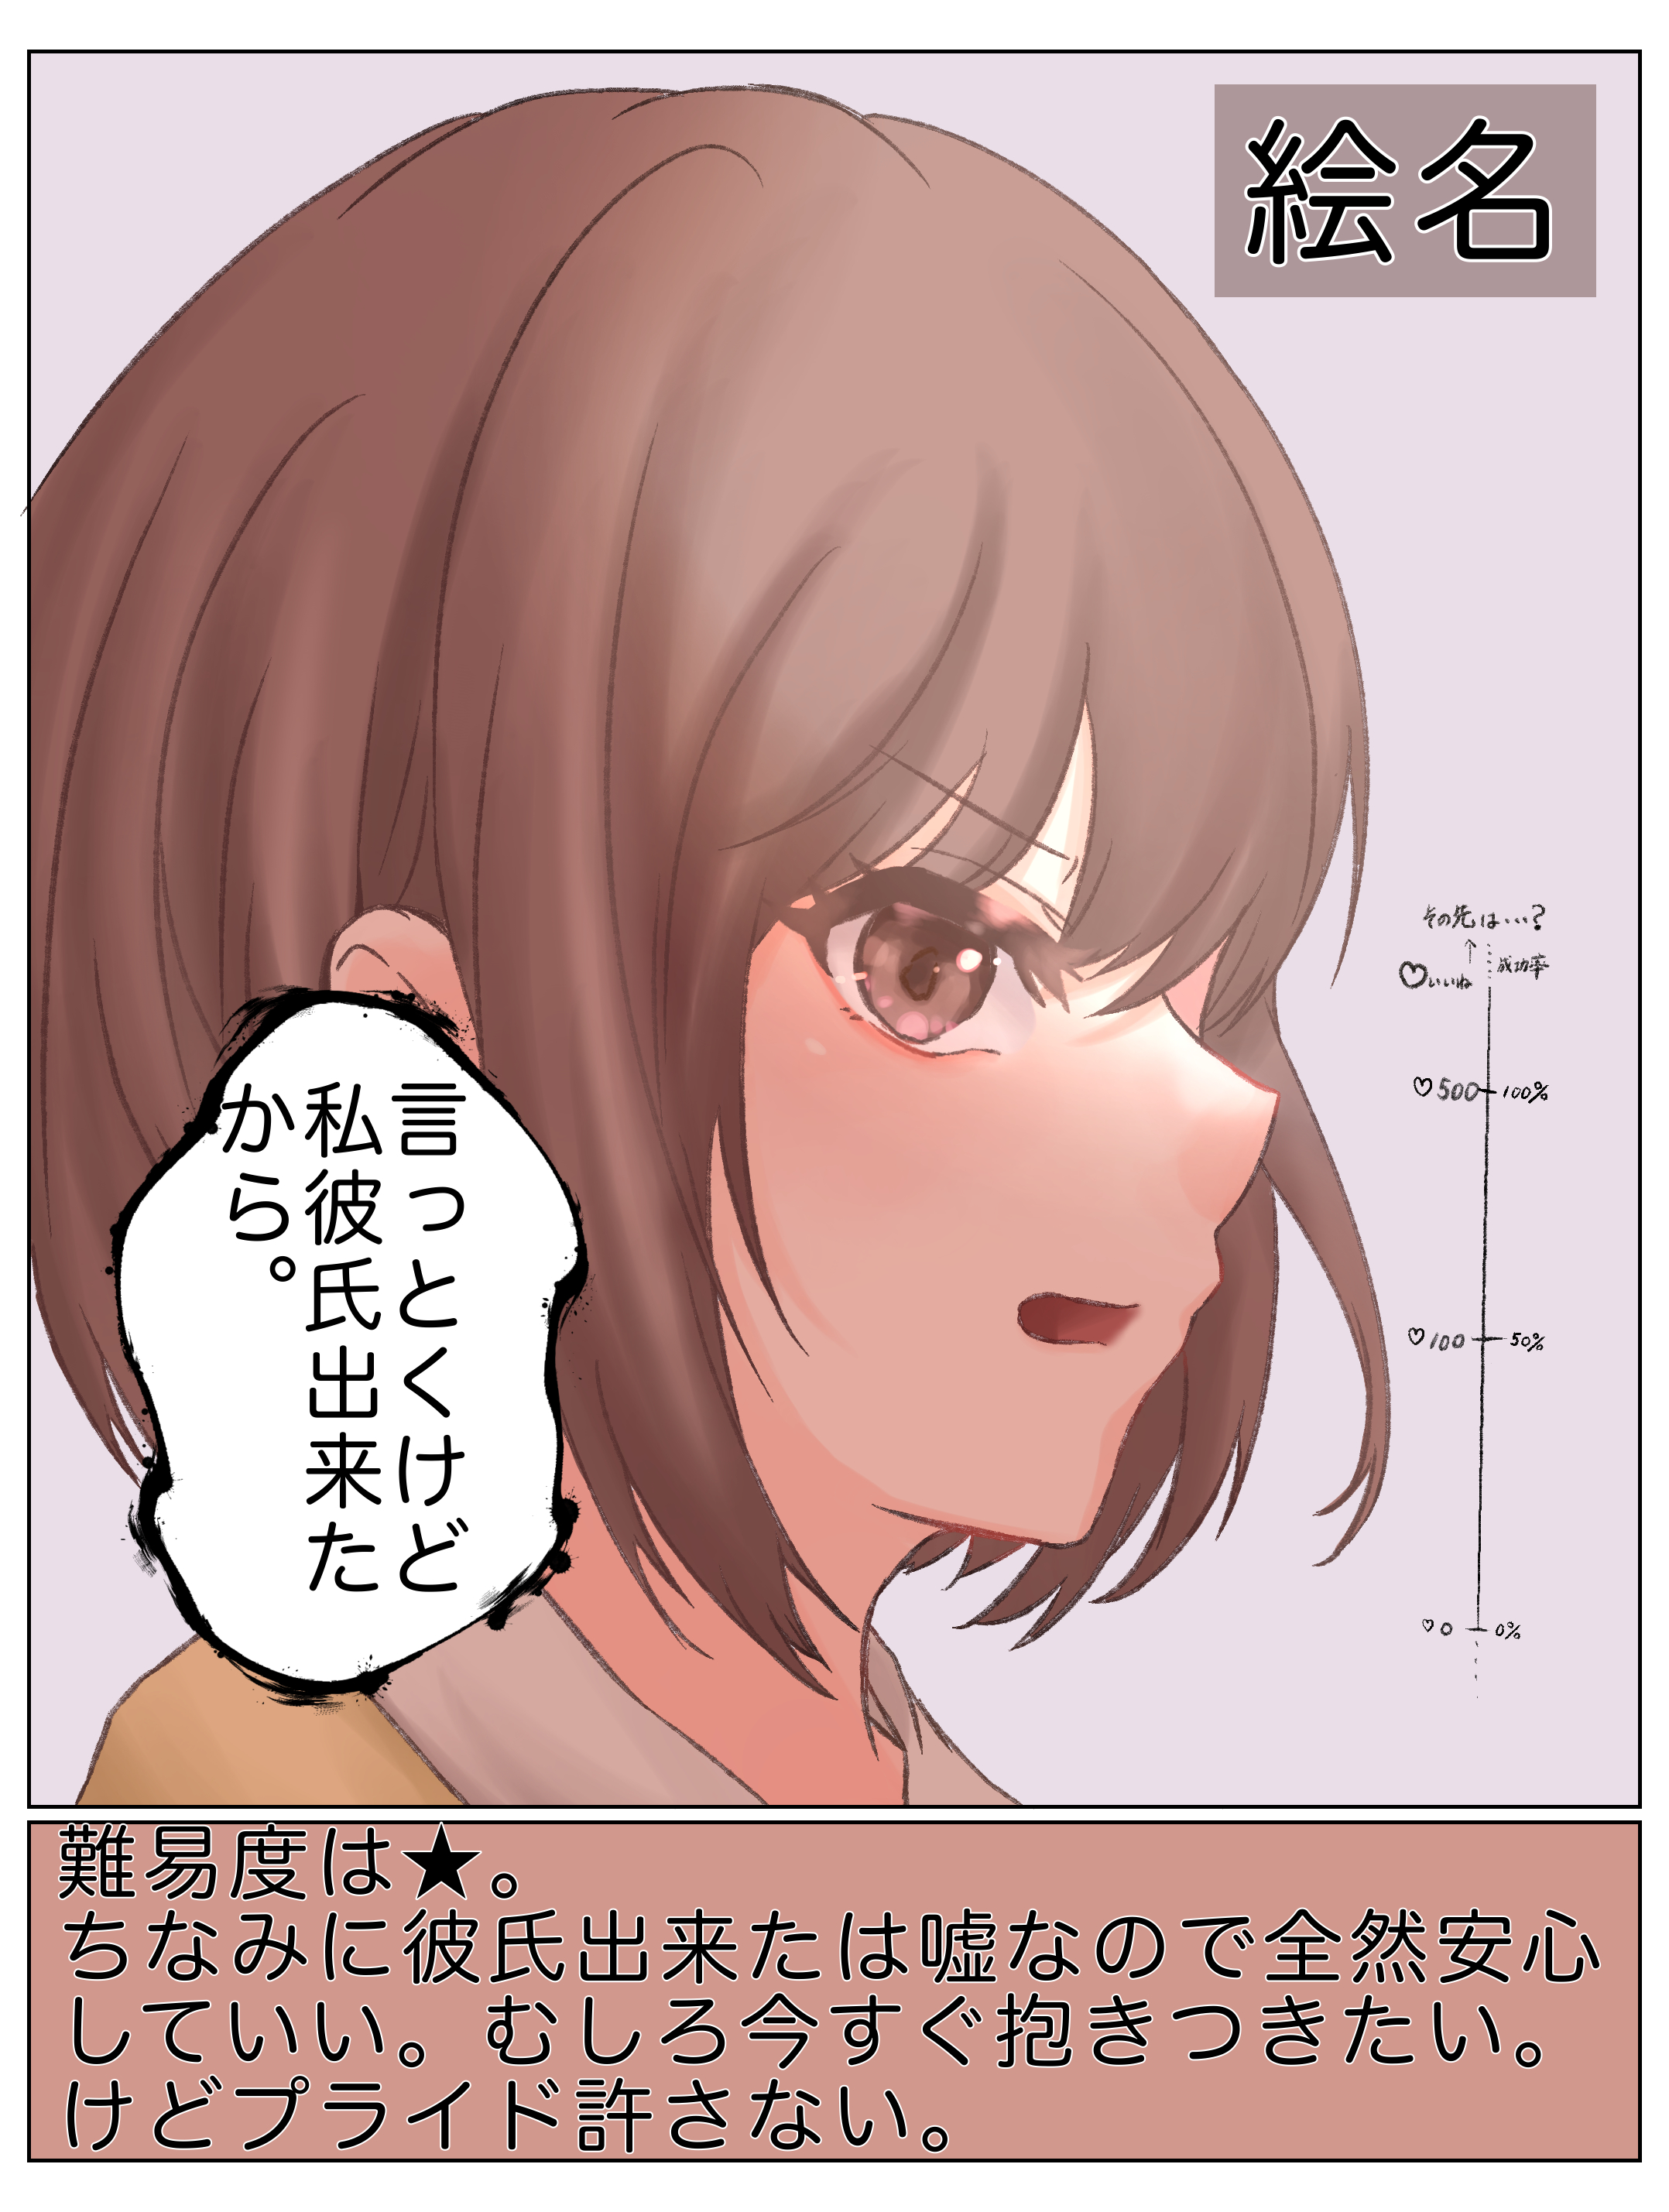 絵名
言っとくけど
私彼氏出来た
から。
その先は…?
↑
成功率
♡いいね
♡500 100%
♡100 50%
♡0 0%
難易度は★。
ちなみに彼氏出来たは嘘なので全然安心
していい。むしろ今すぐ抱きつきたい。
けどプライド許さない。